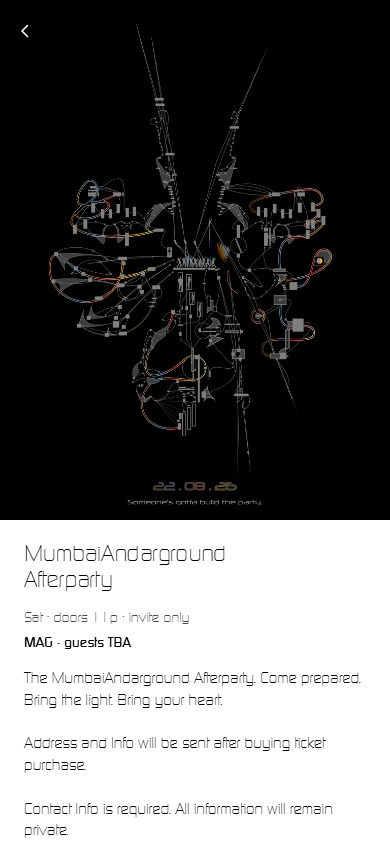 22.08.26
Someone's gotta build the party.
MumbaiAndarground
Afterparty
Sat · doors 11p · invite only
MAG · guests TBA
The MumbaiAndarground Afterparty. Come prepared.
Bring the light. Bring your heart.
Address and Info will be sent after buying ticket
purchase.
Contact Info is required. All information will remain
private.